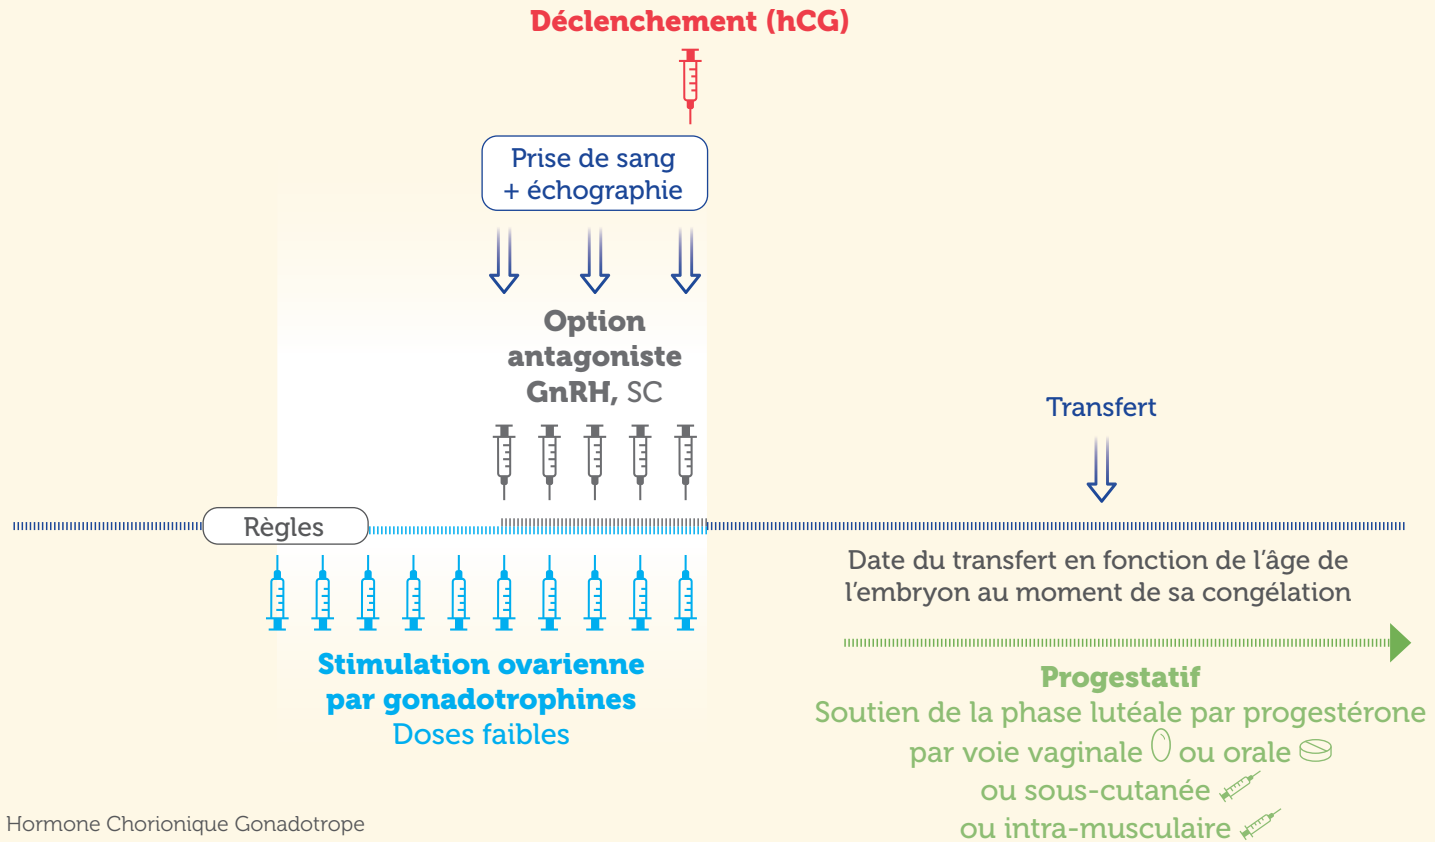 Déclenchement (hCG)
Prise de sang
+ échographie
Option
antagoniste
GnRH, SC
Transfert
Règles
Date du transfert en fonction de l’âge de
l’embryon au moment de sa congélation
Stimulation ovarienne
par gonadotrophines
Doses faibles
Progestatif
Soutien de la phase lutéale par progestérone
par voie vaginale ou orale
ou sous-cutanée
ou intra-musculaire
Hormone Chorionique Gonadotrope